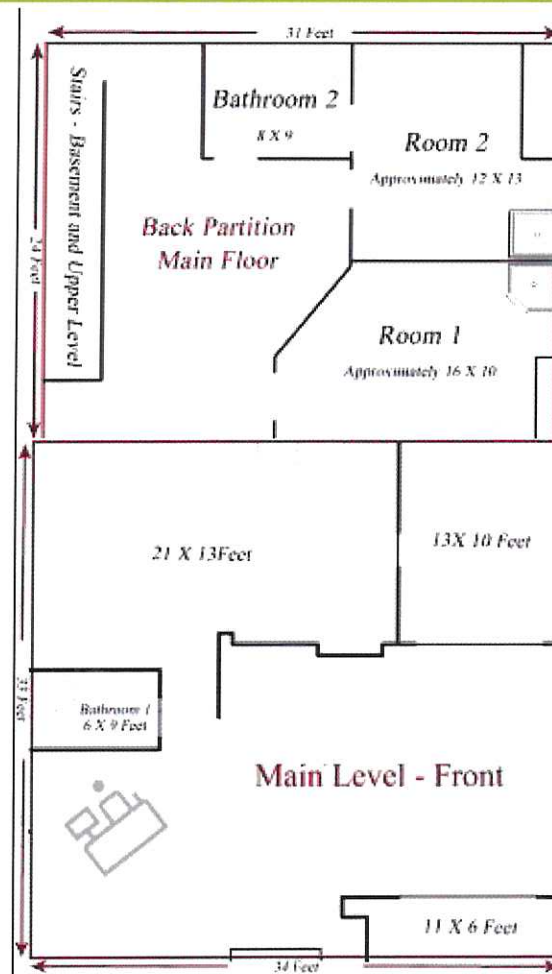 31 Feet
Stairs - Basement and Upper Level
24 Feet
Bathroom 2
8 X 9
Room 2
Approximately 12 X 13
Back Partition
Main Floor
Room 1
Approximately 16 X 10
21 X 13Feet
13X 10 Feet
33 Feet
Bathroom 1
6 X 9 Feet
Main Level - Front
11 X 6 Feet
34 Feet